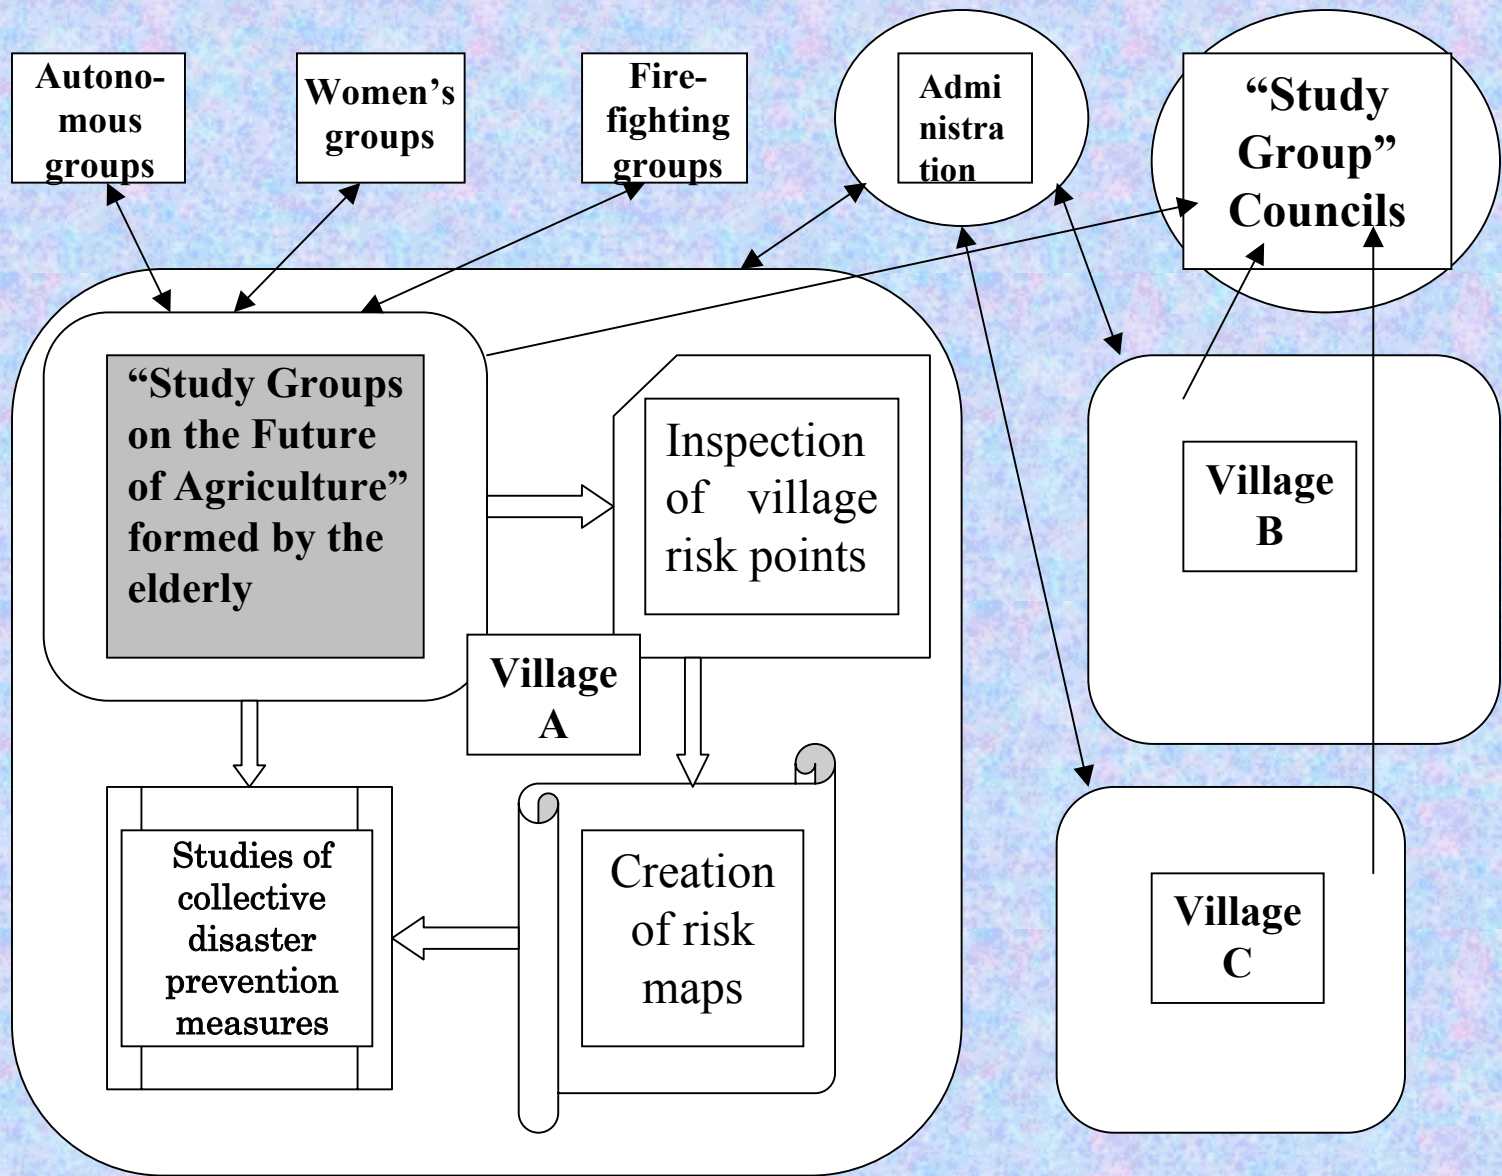 Autono-
mous
groups
Women’s
groups
Fire-
fighting
groups
Admi
nistra
tion
“Study
Group”
Councils
“Study Groups
on the Future
of Agriculture”
formed by the
elderly
Inspection
of village
risk points
Village
A
Village
B
Studies of
collective
disaster
prevention
measures
Creation
of risk
maps
Village
C